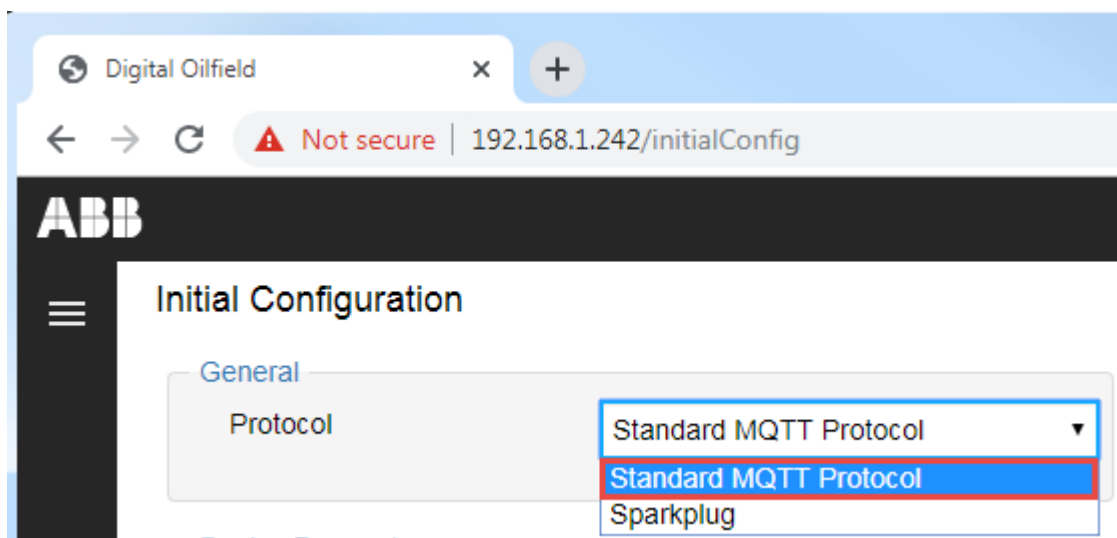 Digital Oilfield
Not secure | 192.168.1.242/initialConfig
ABB
Initial Configuration
General
Protocol
Standard MQTT Protocol
Standard MQTT Protocol
Sparkplug